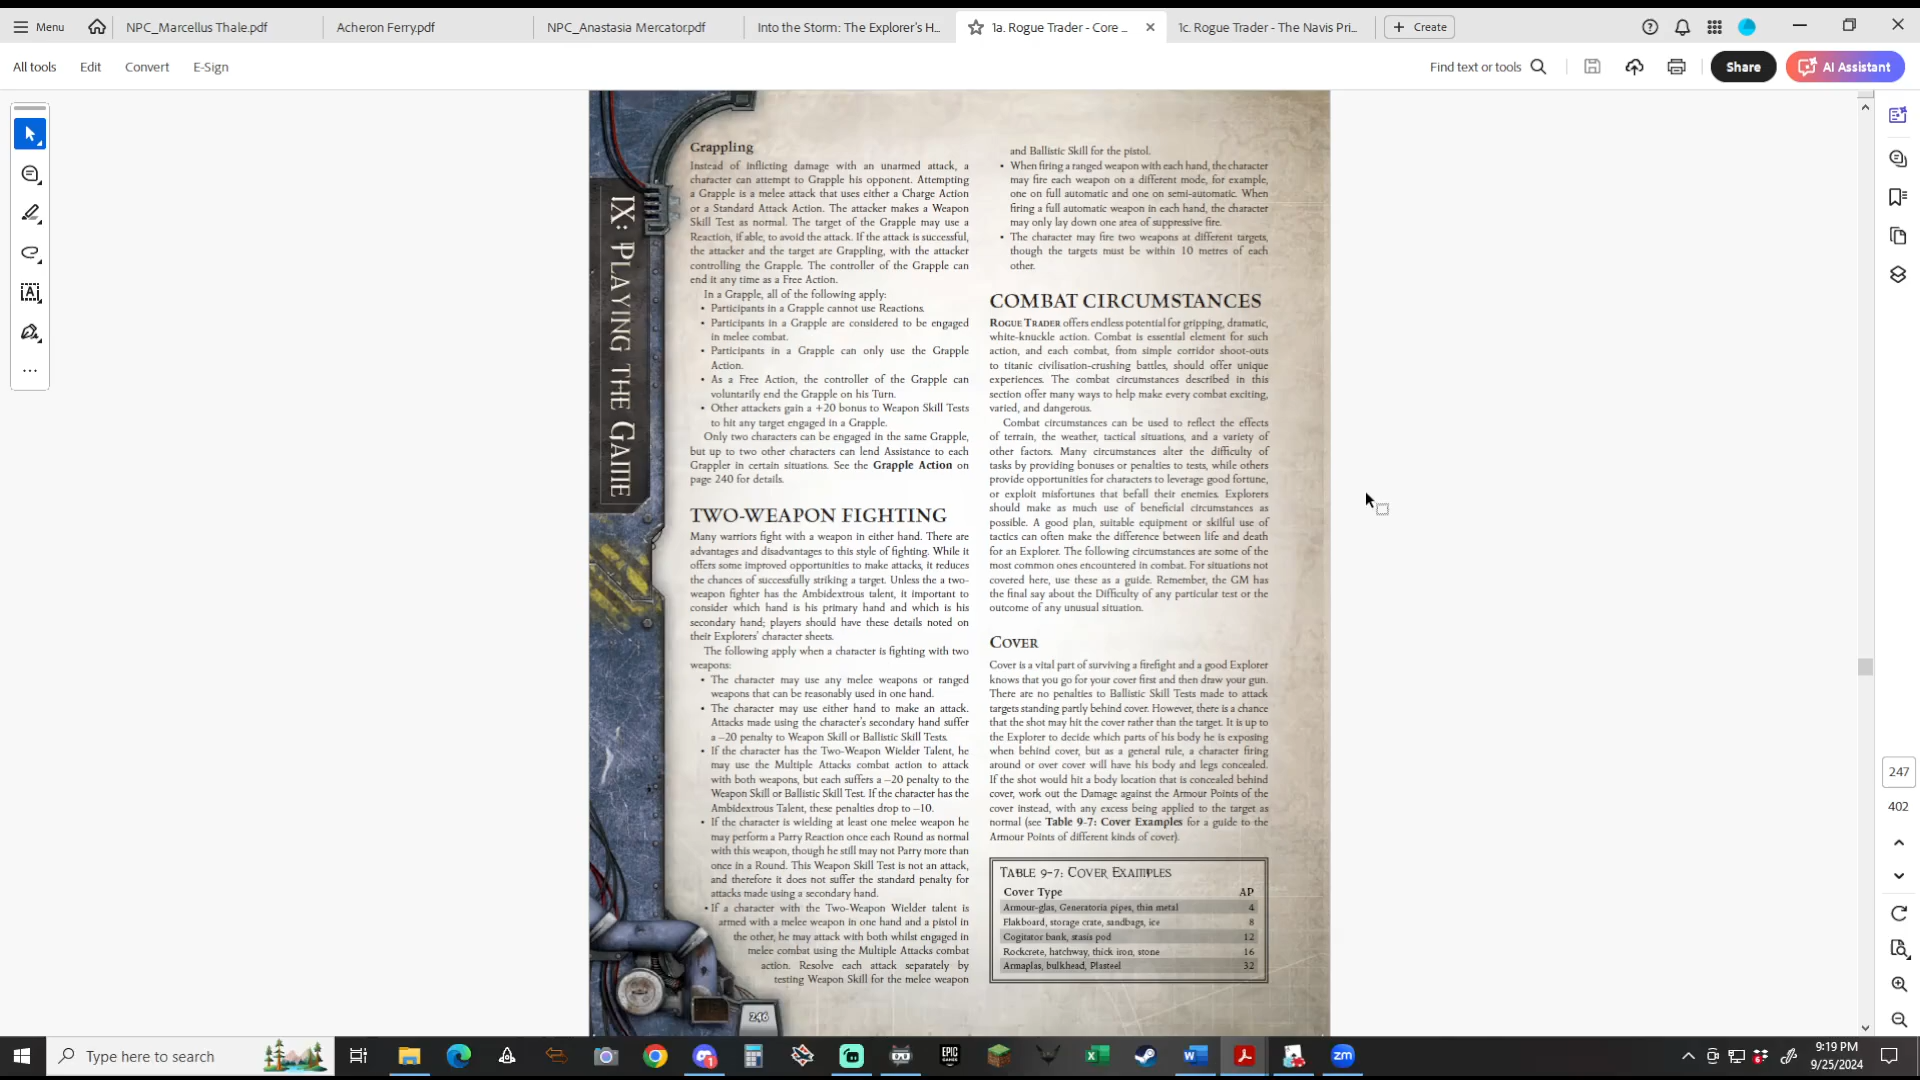 Menu
NPC_Marcellus Thale.pdf
Acheron Ferry.pdf
NPC_Anastasia Mercator.pdf
Into the Storm: The Explorer's H...
1a. Rogue Trader - Core ...
1c. Rogue Trader - The Navis Pri...
Create
All tools
Edit
Convert
E-Sign
Find text or tools
Share
AI Assistant
IX: Playing the Game
Grappling
Instead of inflicting damage with an unarmed attack, a
character can attempt to Grapple his opponent. Attempting
a Grapple is a melee attack that uses either a Charge Action
or a Standard Attack Action. The attacker makes a Weapon
Skill Test as normal. The target of the Grapple may use a
Reaction, if able, to avoid the attack. If the attack is successful,
the attacker and the target are Grappling, with the attacker
controlling the Grapple. The controller of the Grapple can
end it any time as a Free Action.
In a Grapple, all of the following apply:
• Participants in a Grapple cannot use Reactions.
• Participants in a Grapple are considered to be engaged
in melee combat.
• Participants in a Grapple can only use the Grapple
Action.
• As a Free Action, the controller of the Grapple can
voluntarily end the Grapple on his Turn.
• Other attackers gain a +20 bonus to Weapon Skill Tests
to hit any target engaged in a Grapple.
Only two characters can be engaged in the same Grapple,
but up to two other characters can lend Assistance to each
Grappler in certain situations. See the Grapple Action on
page 240 for details.
TWO-WEAPON FIGHTING
Many warriors fight with a weapon in either hand. There are
advantages and disadvantages to this style of fighting. While it
offers some improved opportunities to make attacks, it reduces
the chances of successfully striking a target. Unless the a two-
weapon fighter has the Ambidextrous talent, it important to
consider which hand is his primary hand and which is his
secondary hand; players should have these details noted on
their Explorers' character sheets.
The following apply when a character is fighting with two
weapons:
• The character may use any melee weapons or ranged
weapons that can be reasonably used in one hand.
• The character may use either hand to make an attack.
Attacks made using the character's secondary hand suffer
a –20 penalty to Weapon Skill or Ballistic Skill Tests.
• If the character has the Two-Weapon Wielder Talent, he
may use the Multiple Attacks combat action to attack
with both weapons, but each suffers a –20 penalty to the
Weapon Skill or Ballistic Skill Test. If the character has the
Ambidextrous Talent, these penalties drop to –10.
• If the character is wielding at least one melee weapon he
may perform a Parry Reaction once each Round as normal
with this weapon, though he still may not Parry more than
once in a Round. This Weapon Skill Test is not an attack,
and therefore it does not suffer the standard penalty for
attacks made using a secondary hand.
• If a character with the Two-Weapon Wielder talent is
armed with a melee weapon in one hand and a pistol in
the other, he may attack with both whilst engaged in
melee combat using the Multiple Attacks combat
action. Resolve each attack separately by
testing Weapon Skill for the melee weapon
246
and Ballistic Skill for the pistol.
• When firing a ranged weapon with each hand, the character
may fire each weapon on a different mode, for example,
one on full automatic and one on semi-automatic. When
firing a full automatic weapon in each hand, the character
may only lay down one area of suppressive fire.
• The character may fire two weapons at different targets,
though the targets must be within 10 metres of each
other.
COMBAT CIRCUMSTANCES
ROGUE TRADER offers endless potential for gripping, dramatic,
white-knuckle action. Combat is essential element for such
action, and each combat, from simple corridor shoot-outs
to titanic civilisation-crushing battles, should offer unique
experiences. The combat circumstances described in this
section offer many ways to help make every combat exciting,
varied, and dangerous.
Combat circumstances can be used to reflect the effects
of terrain, the weather, tactical situations, and a variety of
other factors. Many circumstances alter the difficulty of
tasks by providing bonuses or penalties to tests, while others
provide opportunities for characters to leverage good fortune,
or exploit misfortunes that befall their enemies. Explorers
should make as much use of beneficial circumstances as
possible. A good plan, suitable equipment or skilful use of
tactics can often make the difference between life and death
for an Explorer. The following circumstances are some of the
most common ones encountered in combat. For situations not
covered here, use these as a guide. Remember, the GM has
the final say about the Difficulty of any particular test or the
outcome of any unusual situation.
COVER
Cover is a vital part of surviving a firefight and a good Explorer
knows that you go for your cover first and then draw your gun.
There are no penalties to Ballistic Skill Tests made to attack
targets standing partly behind cover. However, there is a chance
that the shot may hit the cover rather than the target. It is up to
the Explorer to decide which parts of his body he is exposing
when behind cover, but as a general rule, a character firing
around or over cover will have his body and legs concealed.
If the shot would hit a body location that is concealed behind
cover, work out the Damage against the Armour Points of the
cover instead, with any excess being applied to the target as
normal (see Table 9-7: Cover Examples for a guide to the
Armour Points of different kinds of cover).
TABLE 9-7: COVER EXAMPLES
Cover Type AP
Armour-glas, Generatoria pipes, thin metal 4
Flakboard, storage crate, sandbags, ice 8
Cogitator bank, stasis pod 12
Rockcrete, hatchway, thick iron, stone 16
Armaplas, bulkhead, Plasteel 32
247
402
Type here to search
EPIC GAMES
zm
9:19 PM
9/25/2024